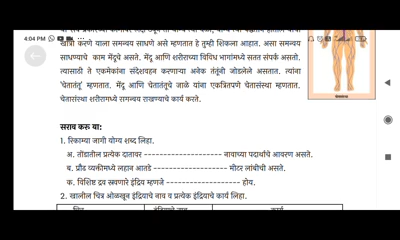 4:04 PM
खात्री करणे याला समन्वय साधणे असे म्हणतात हे तुम्ही शिकला आहात. असा समन्वय
साधण्याचे काम मेंदूचे असते. मेंदू आणि शरीराच्या विविध भागांमध्ये सतत संपर्क असतो.
त्यासाठी ते एकमेकांना संदेशवहन करणाऱ्या अनेक तंतूंनी जोडलेले असतात. त्यांना
'चेतातंतू' म्हणतात. मेंदू आणि चेतातंतूचे जाळे यांना एकत्रितपणे चेतासंस्था म्हणतात.
चेतासंस्था शरीरामध्ये समन्वय राखण्याचे कार्य करते.
सराव करू या:
1. रिकाम्या जागी योग्य शब्द लिहा.
अ. तोंडातील प्रत्येक दातावर -------------------- नावाच्या पदार्थाचे आवरण असते.
ब. प्रौढ व्यक्तीमध्ये लहान आतडे -------------------- मीटर लांबीची असते.
क. विशिष्ट द्रव स्त्रवणारे इंद्रिय म्हणजे ------------------- होय.
2. खालील चित्र ओळखून इंद्रियाचे नाव व प्रत्येक इंद्रियाचे कार्य लिहा.